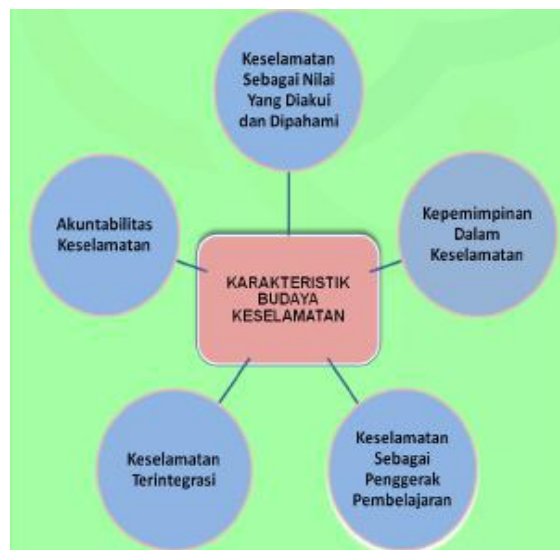 Keselamatan
Sebagai Nilai
Yang Diakui
dan Dipahami
Akuntabilitas
Keselamatan
Kepemimpinan
Dalam
Keselamatan
KARAKTERISTIK
BUDAYA
KESELAMATAN
Keselamatan
Terintegrasi
Keselamatan
Sebagai
Penggerak
Pembelajaran